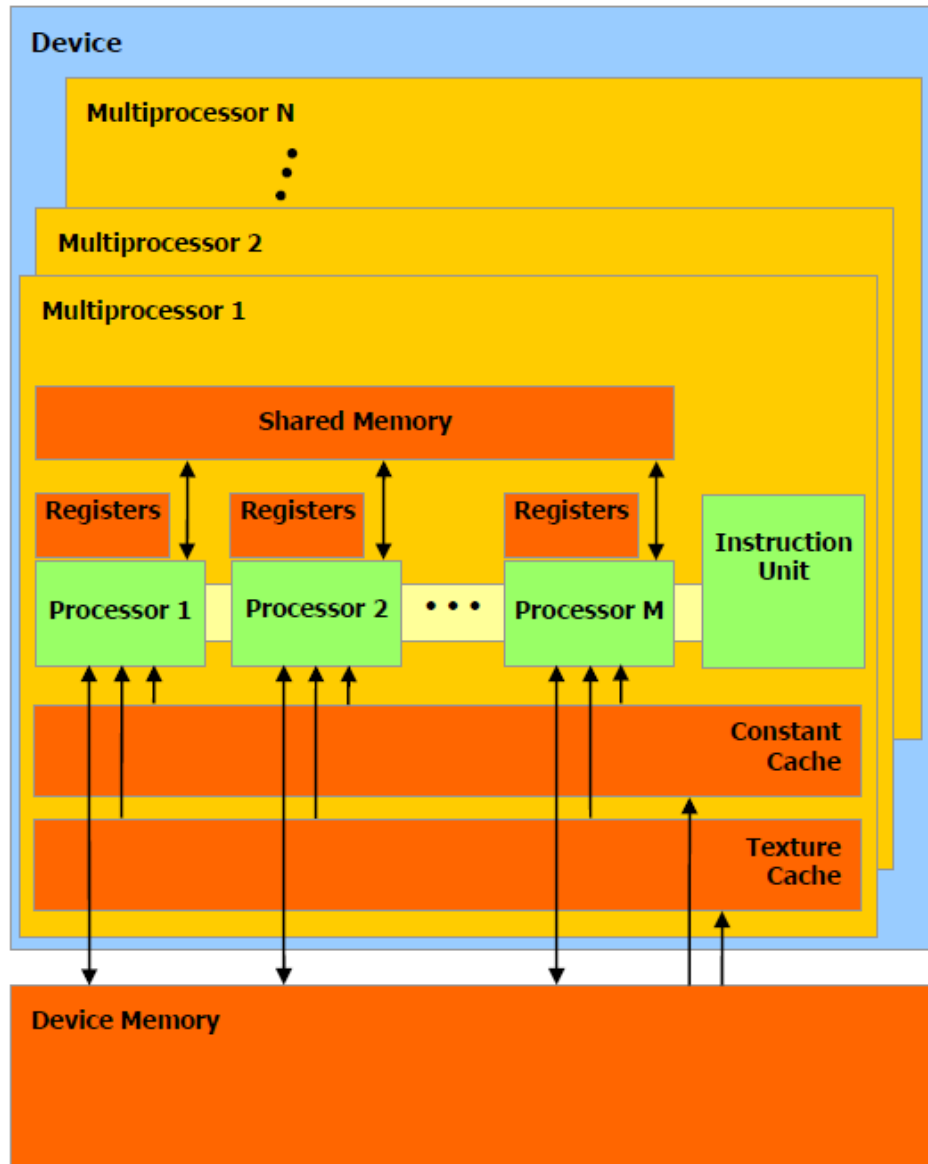 Device
Multiprocessor N
Multiprocessor 2
Multiprocessor 1
Shared Memory
Registers
Registers
Registers
Instruction
Unit
Processor 1
Processor 2
• • •
Processor M
Constant
Cache
Texture
Cache
Device Memory